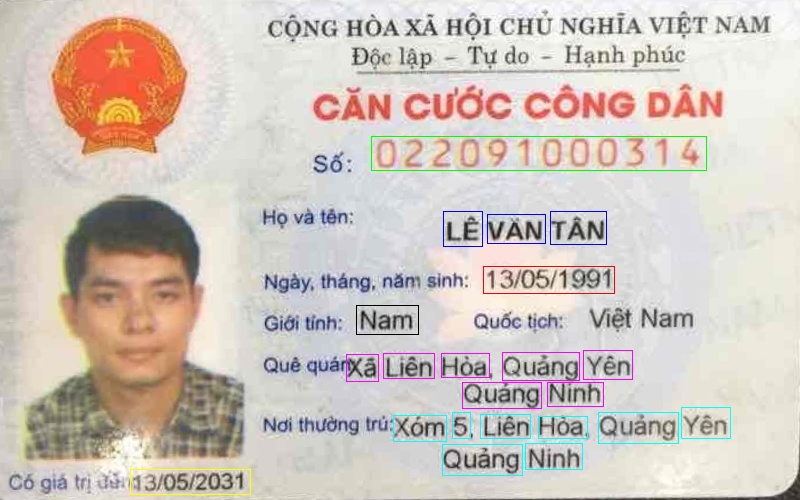 CỘNG HÒA XÃ HỘI CHỦ NGHĨA VIỆT NAM
Độc lập - Tự do - Hạnh phúc
CĂN CƯỚC CÔNG DÂN
Số: 022091000314
Họ và tên:
LÊ VĂN TÂN
Ngày, tháng, năm sinh: 13/05/1991
Giới tính: Nam Quốc tịch: Việt Nam
Quê quán: Xã Liên Hòa, Quảng Yên
Quảng Ninh
Nơi thường trú: Xóm 5, Liên Hòa, Quảng Yên
Quảng Ninh
Có giá trị đến 13/05/2031